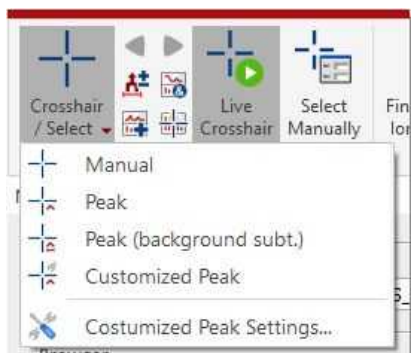 Crosshair
/ Select
Live
Crosshair
Select
Manually
Manual
Peak
Peak (background subt.)
Customized Peak
Costumized Peak Settings...